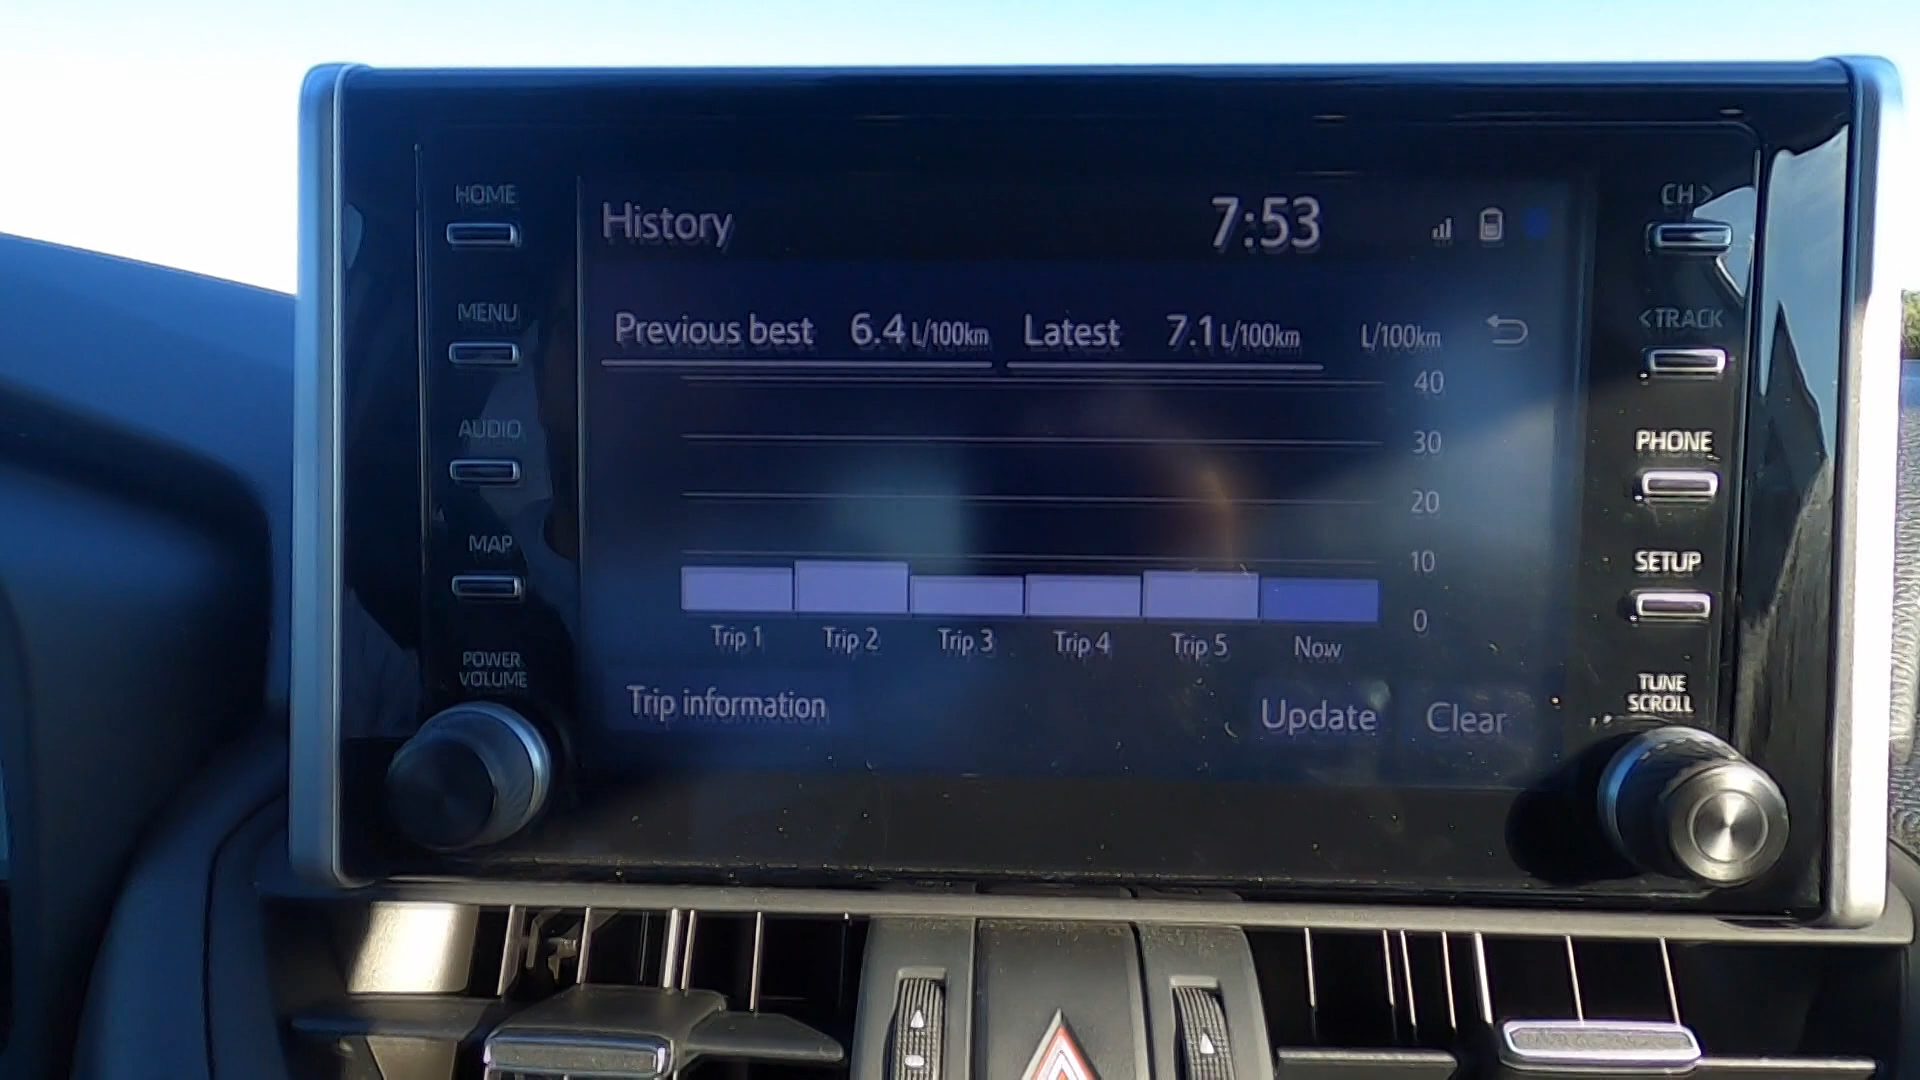 HOME
MENU
AUDIO
MAP
POWER
VOLUME
History 7:53
Previous best 6.4 L/100km Latest 7.1 L/100km L/100km
40
30
20
10
0
Trip 1 Trip 2 Trip 3 Trip 4 Trip 5 Now
Trip information Update Clear
CH >
< TRACK
PHONE
SETUP
TUNE
SCROLL